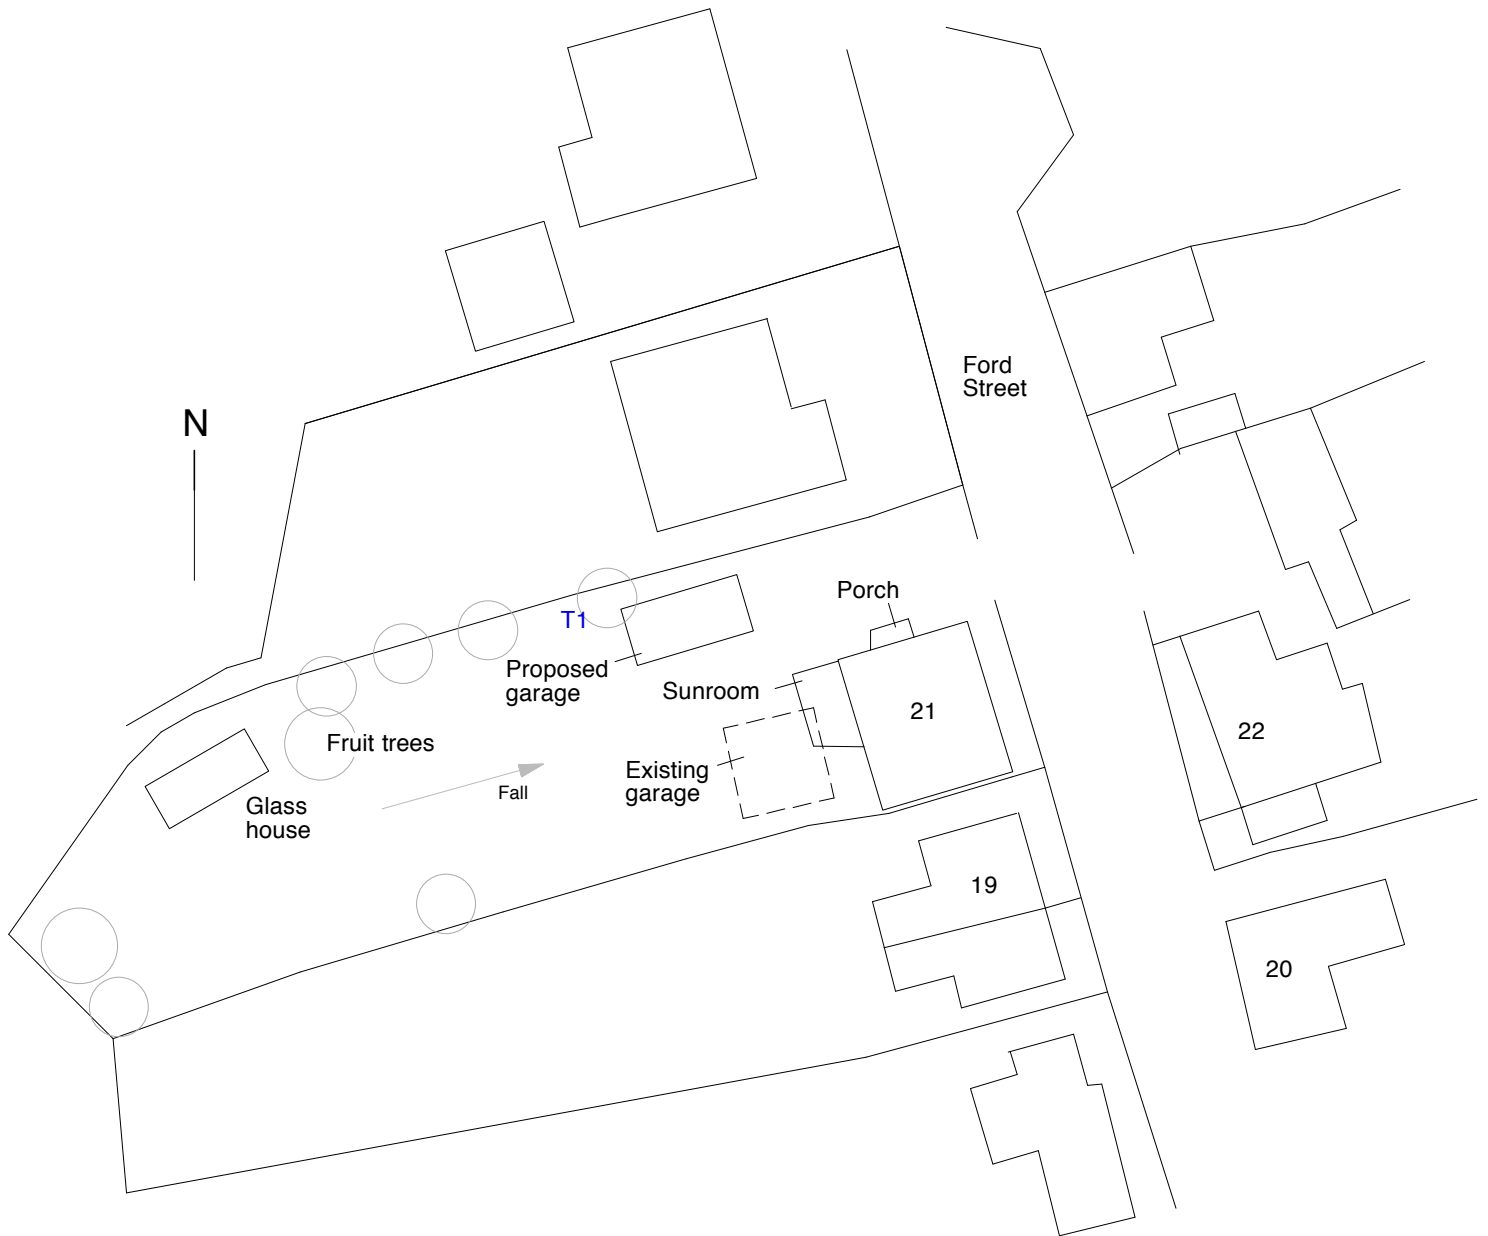 Ford
Street
N
Porch
T1
Proposed
garage
Sunroom
21
22
Fruit trees
Existing
garage
Fall
Glass
house
19
20